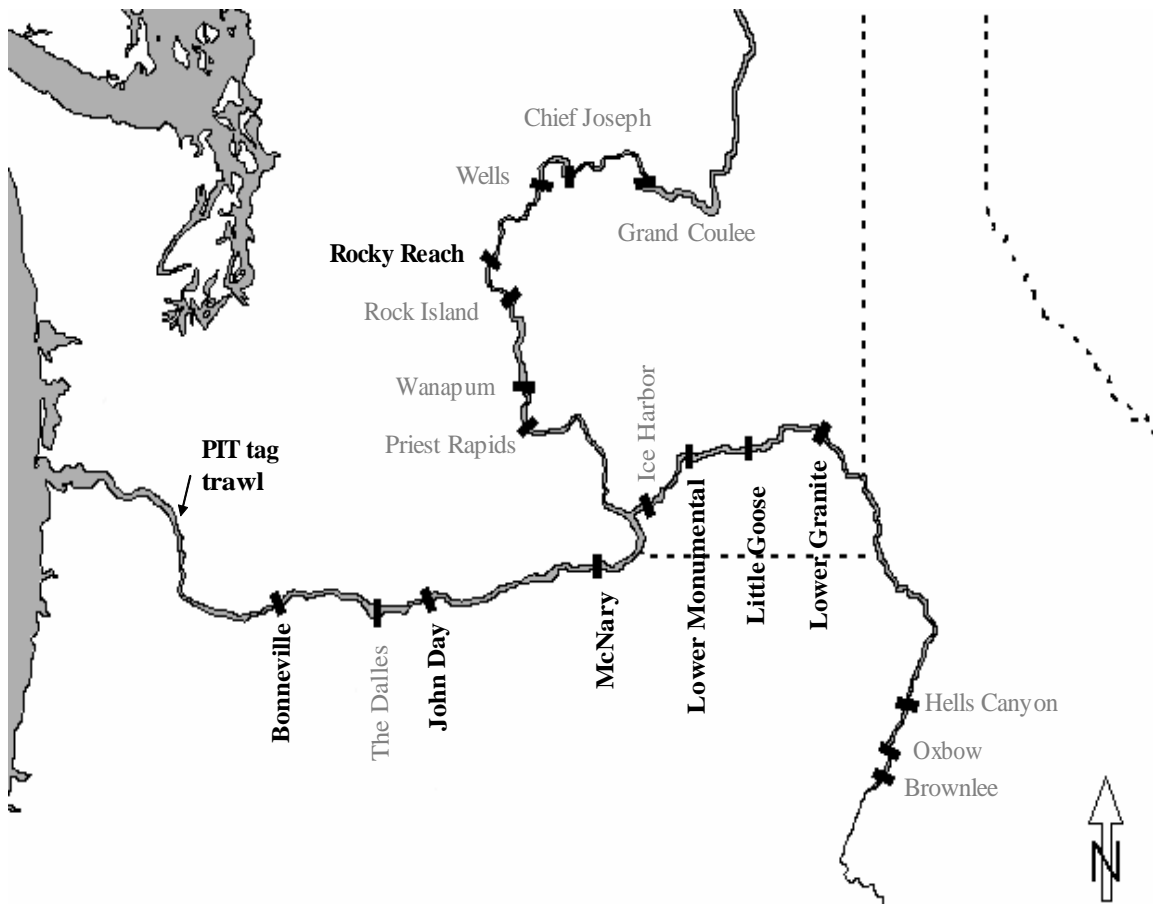 Chief Joseph
Wells
Grand Coulee
Rocky Reach
Rock Island
Wanapum
Priest Rapids
Ice Harbor
PIT tag
trawl
Lower Monumental
Little Goose
Lower Granite
Bonneville
The Dalles
John Day
McNary
Hells Canyon
Oxbow
Brownlee
N